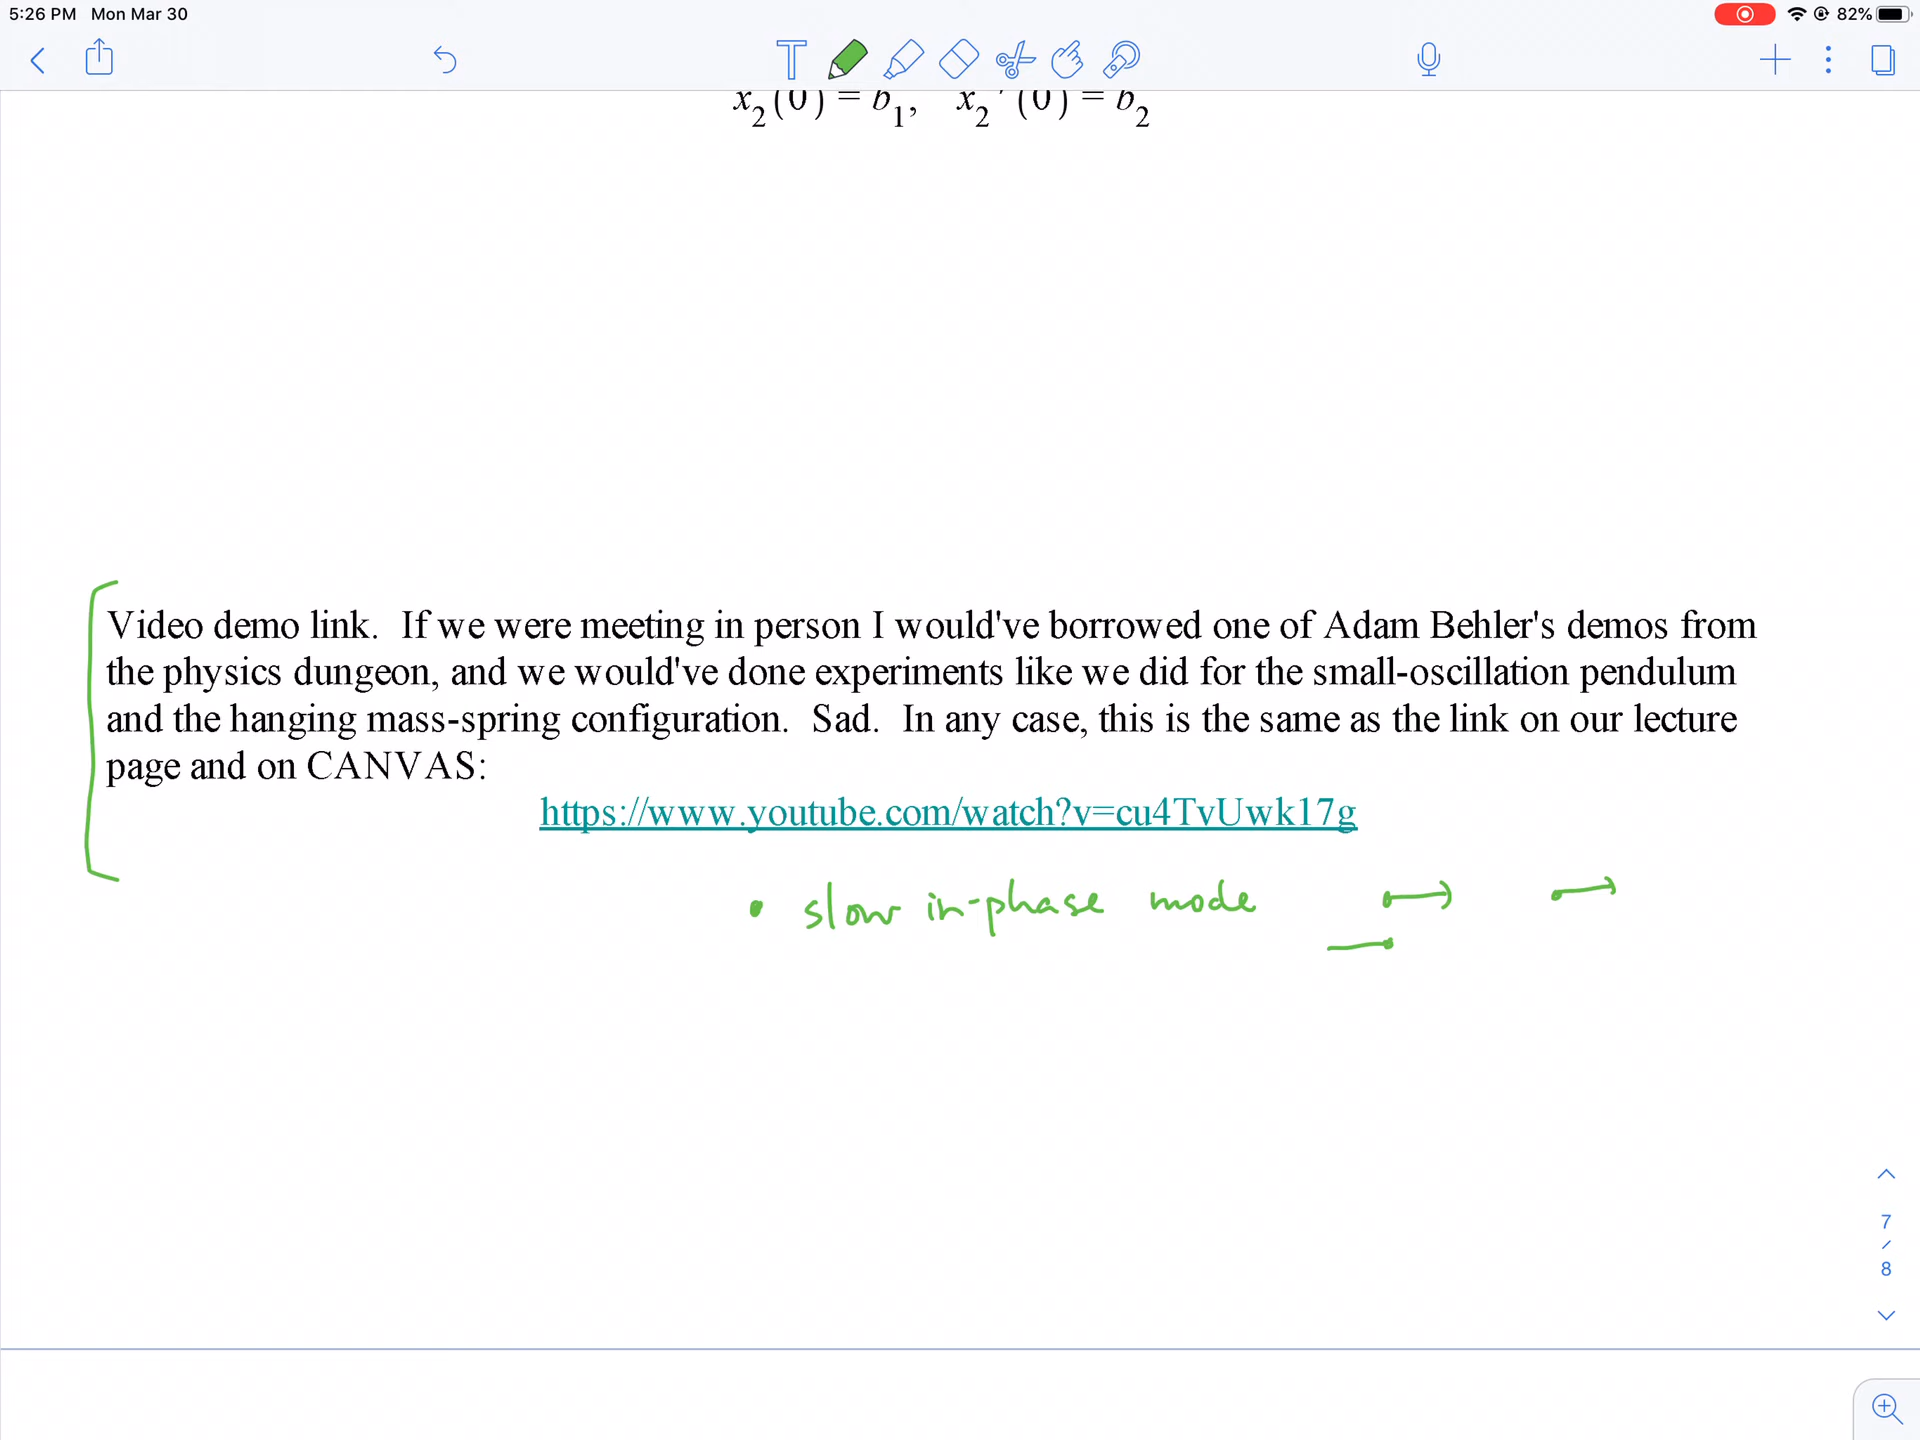 5:26 PM Mon Mar 30 82%
x₂(0) = b₁, x₂′(0) = b₂
Video demo link. If we were meeting in person I would've borrowed one of Adam Behler's demos from
the physics dungeon, and we would've done experiments like we did for the small-oscillation pendulum
and the hanging mass-spring configuration. Sad. In any case, this is the same as the link on our lecture
page and on CANVAS:
https://www.youtube.com/watch?v=cu4TvUwk17g
• slow in-phase mode
7
/
8